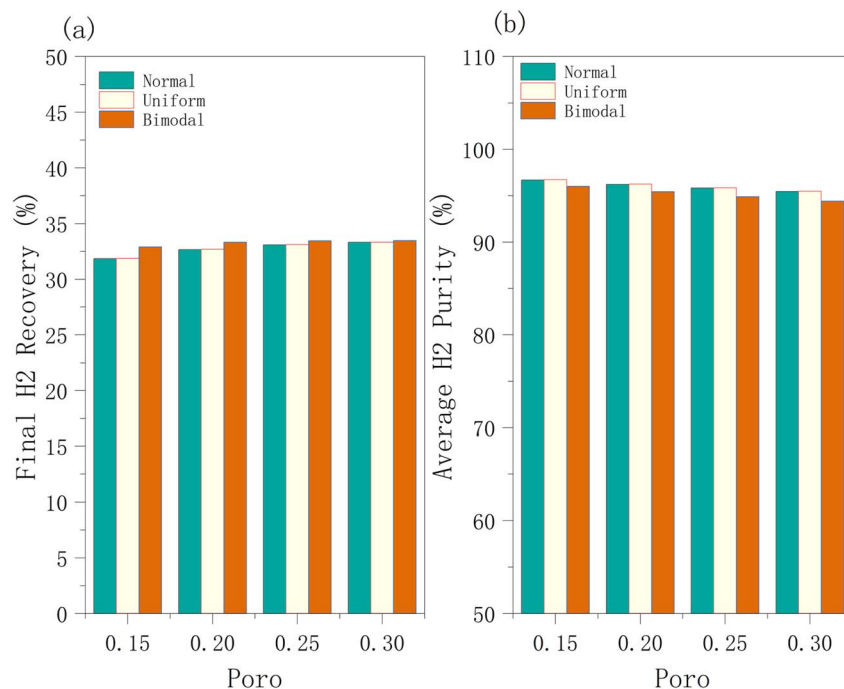 (a)
50
45
40
35
30
25
20
15
10
5
0
Final H2 Recovery (%)
Normal
Uniform
Bimodal
0.15 0.20 0.25 0.30
Poro
(b)
110
100
90
80
70
60
50
Average H2 Purity (%)
Normal
Uniform
Bimodal
0.15 0.20 0.25 0.30
Poro